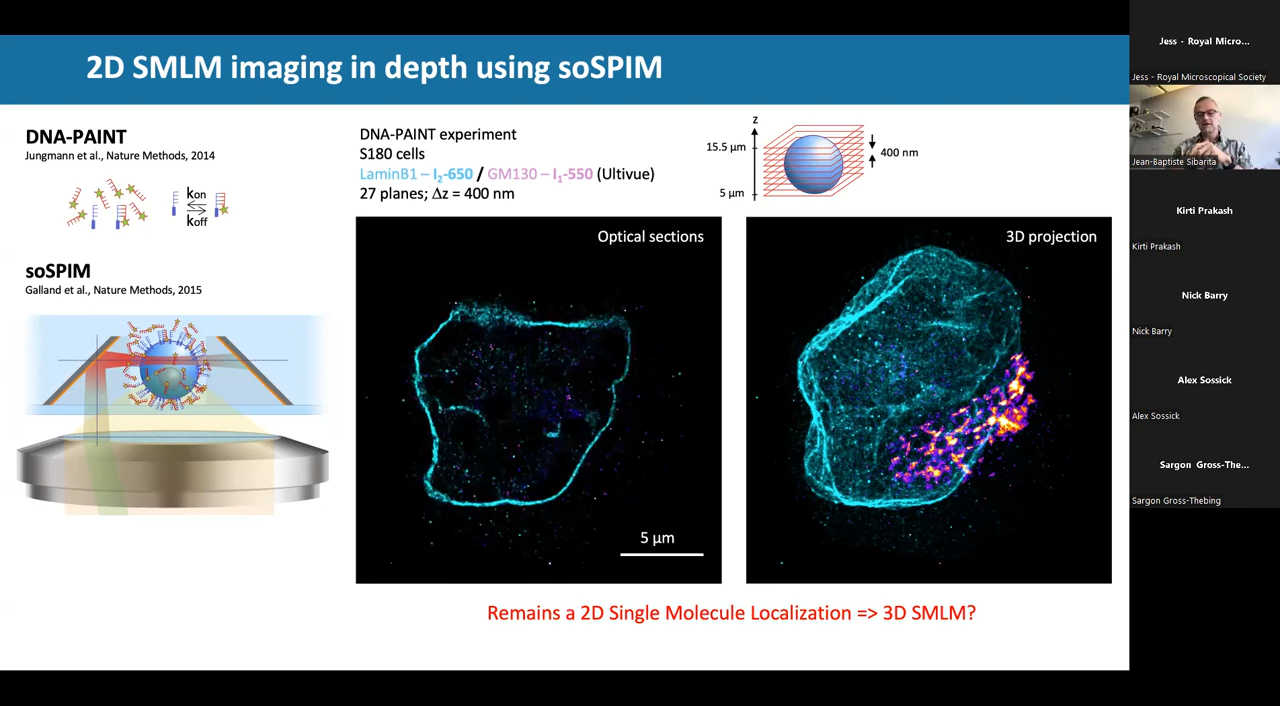 2D SMLM imaging in depth using soSPIM
DNA-PAINT
Jungmann et al., Nature Methods, 2014
kon
koff
soSPIM
Galland et al., Nature Methods, 2015
DNA-PAINT experiment
S180 cells
LaminB1 – I2-650 / GM130 – I1-550 (Ultivue)
27 planes; Δz = 400 nm
z
15.5 µm
5 µm
400 nm
Optical sections
5 µm
3D projection
Remains a 2D Single Molecule Localization => 3D SMLM?
Jess - Royal Micro...
Jess - Royal Microscopical Society
Jean-Baptiste Sibarita
Kirti Prakash
Kirti Prakash
Nick Barry
Nick Barry
Alex Sossick
Alex Sossick
Sargon Gross-The...
Sargon Gross-Thebing